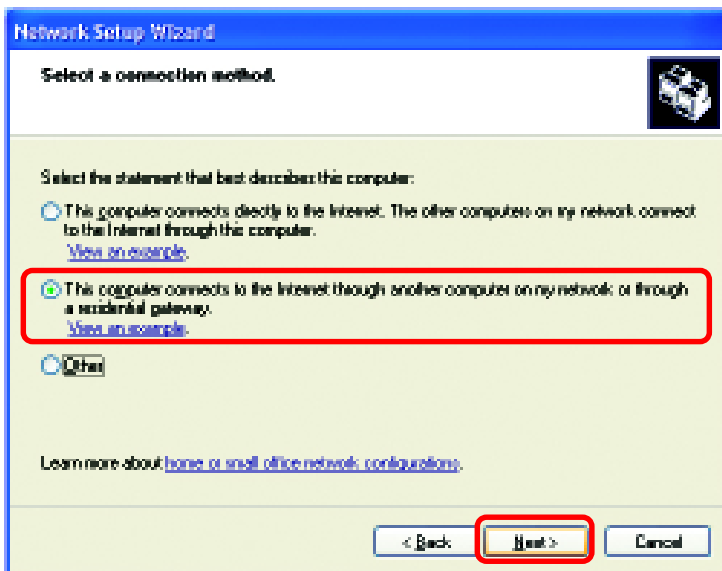 Network Setup Wizard
Select a connection method.
Select the statement that best describes this computer:
This computer connects directly to the Internet. The other computers on my network connect
to the Internet through this computer.
View an example.
This computer connects to the Internet through another computer on my network or through
a residential gateway.
View an example.
Other
Learn more about home or small office network configurations.
< Back
Next >
Cancel